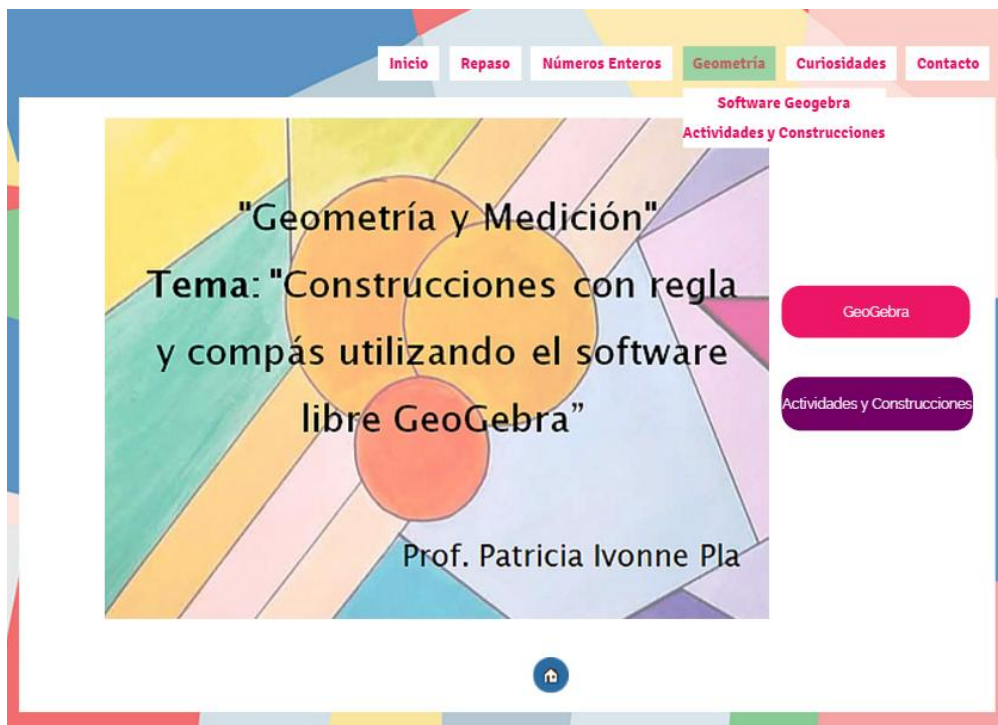 Inicio Repaso Números Enteros Geometría Curiosidades Contacto
Software Geogebra
Actividades y Construcciones
"Geometría y Medición"
Tema: "Construcciones con regla
y compás utilizando el software
libre GeoGebra”
Prof. Patricia Ivonne Pla
GeoGebra
Actividades y Construcciones